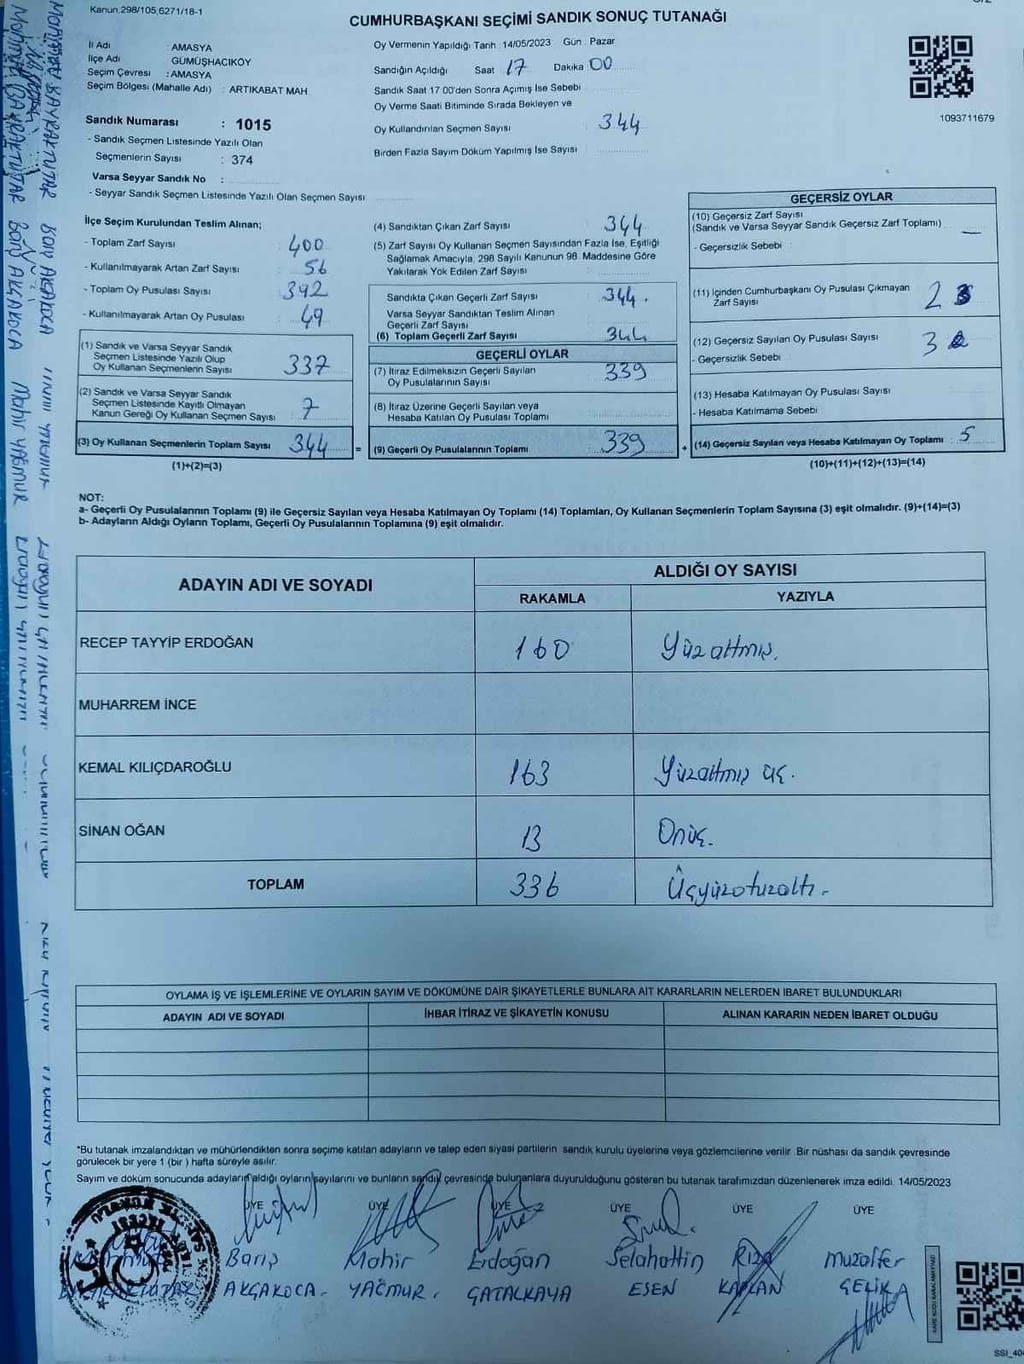 Kanun,298/105,6271/18-1
CUMHURBAŞKANI SEÇİMİ SANDIK SONUÇ TUTANAĞI
İl Adı : AMASYA
İlçe Adı GÜMÜŞHACIKÖY
Seçim Çevresi : AMASYA
Seçim Bölgesi (Mahalle Adı) : ARTIKABAT MAH.
Sandık Numarası : 1015
- Sandık Seçmen Listesinde Yazılı Olan
Seçmenlerin Sayısı : 374
Varsa Seyyar Sandık No :
- Seyyar Sandık Seçmen Listesinde Yazılı Olan Seçmen Sayısı
Oy Vermenin Yapıldığı Tarih : 14/05/2023 Gün : Pazar
Sandığın Açıldığı Saat 17 Dakika 00
Sandık Saat 17 00'den Sonra Açımış İse Sebebi
Oy Verme Saati Bitiminde Sırada Bekleyen ve
Oy Kullandırılan Seçmen Sayısı 344
Birden Fazla Sayım Döküm Yapılmış İse Sayısı
1093711679
İlçe Seçim Kurulundan Teslim Alınan;
- Toplam Zarf Sayısı 400
- Kullanılmayarak Artan Zarf Sayısı 56
- Toplam Oy Pusulası Sayısı 392
- Kullanılmayarak Artan Oy Pusulası 49
(1) Sandık ve Varsa Seyyar Sandık
Seçmen Listesinde Yazılı Olup
Oy Kullanan Seçmenlerin Sayısı 337
(2) Sandık ve Varsa Seyyar Sandık
Seçmen Listesinde Kayıtlı Olmayan
Kanun Gereği Oy Kullanan Seçmen Sayısı 7
(3) Oy Kullanan Seçmenlerin Toplam Sayısı 344 =
(1)+(2)=(3)
(4) Sandıktan Çıkan Zarf Sayısı 344
(5) Zarf Sayısı Oy Kullanan Seçmen Sayısından Fazla İse, Eşitliği
Sağlamak Amacıyla, 298 Sayılı Kanunun 98. Maddesine Göre
Yakılarak Yok Edilen Zarf Sayısı
Sandıkta Çıkan Geçerli Zarf Sayısı 344.
Varsa Seyyar Sandıktan Teslim Alınan
Geçerli Zarf Sayısı
(6) Toplam Geçerli Zarf Sayısı 344
GEÇERLİ OYLAR
(7) İtiraz Edilmeksizin Geçerli Sayılan
Oy Pusulalarının Sayısı 339
(8) İtiraz Üzerine Geçerli Sayılan veya
Hesaba Katılan Oy Pusulası Toplamı
(9) Geçerli Oy Pusulalarının Toplamı 339 +
GEÇERSİZ OYLAR
(10) Geçersiz Zarf Sayısı
(Sandık ve Varsa Seyyar Sandık Geçersiz Zarf Toplamı) —
- Geçersizlik Sebebi :
(11) İçinden Cumhurbaşkanı Oy Pusulası Çıkmayan
Zarf Sayısı 2
(12) Geçersiz Sayılan Oy Pusulası Sayısı 3
- Geçersizlik Sebebi
(13) Hesaba Katılmayan Oy Pusulası Sayısı
- Hesaba Katılmama Sebebi
(14) Geçersiz Sayılan veya Hesaba Katılmayan Oy Toplamı : 5
(10)+(11)+(12)+(13)=(14)
NOT:
a- Geçerli Oy Pusulalarının Toplamı (9) ile Geçersiz Sayılan veya Hesaba Katılmayan Oy Toplamı (14) Toplamları, Oy Kullanan Seçmenlerin Toplam Sayısına (3) eşit olmalıdır. (9)+(14)=(3)
b- Adayların Aldığı Oyların Toplamı, Geçerli Oy Pusulalarının Toplamına (9) eşit olmalıdır.
ADAYIN ADI VE SOYADI ALDIĞI OY SAYISI
RAKAMLA YAZIYLA
RECEP TAYYİP ERDOĞAN 160 Yüzaltmış.
MUHARREM İNCE
KEMAL KILIÇDAROĞLU 163 Yüzaltmış üç.
SİNAN OĞAN 13 Onüç.
TOPLAM 336 Üçyüzotuzaltı.
OYLAMA İŞ VE İŞLEMLERİNE VE OYLARIN SAYIM VE DÖKÜMÜNE DAİR ŞİKAYETLERLE BUNLARA AİT KARARLARIN NELERDEN İBARET BULUNDUKLARI
ADAYIN ADI VE SOYADI İHBAR İTİRAZ VE ŞİKAYETİN KONUSU ALINAN KARARIN NEDEN İBARET OLDUĞU
*Bu tutanak imzalandıktan ve mühürlendikten sonra seçime katılan adayların ve talep eden siyasi partilerin sandık kurulu üyelerine veya gözlemcilerine verilir. Bir nüshası da sandık çevresinde
görülecek bir yere 1 (bir ) hafta süreyle asılır.
Sayım ve döküm sonucunda adayların aldığı oyların sayılarını ve bunların sandık çevresinde bulunanlara duyurulduğunu gösteren bu tutanak tarafımızdan düzenlenerek imza edildi. 14/05/2023
ÜYE ÜYE ÜYE ÜYE ÜYE ÜYE
Barış Mahir Erdoğan Selahattin Rıza Muzaffer
AKÇAKOCA YAĞMUR ÇATALKAYA ESEN KAPLAN ÇELİK